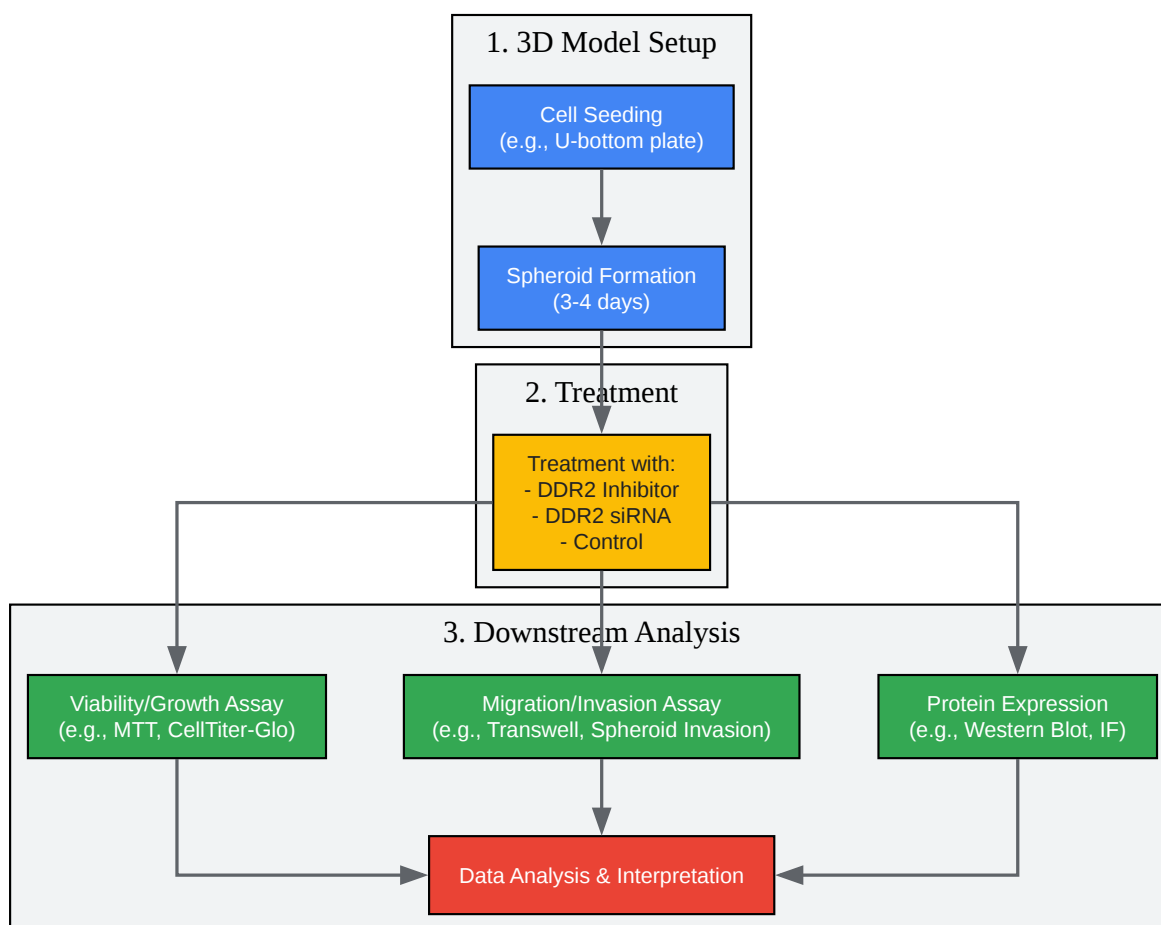 1. 3D Model Setup
Cell Seeding
(e.g., U-bottom plate)
Spheroid Formation
(3-4 days)
2. Treatment
Treatment with:
- DDR2 Inhibitor
- DDR2 siRNA
- Control
3. Downstream Analysis
Viability/Growth Assay
(e.g., MTT, CellTiter-Glo)
Migration/Invasion Assay
(e.g., Transwell, Spheroid Invasion)
Protein Expression
(e.g., Western Blot, IF)
Data Analysis & Interpretation